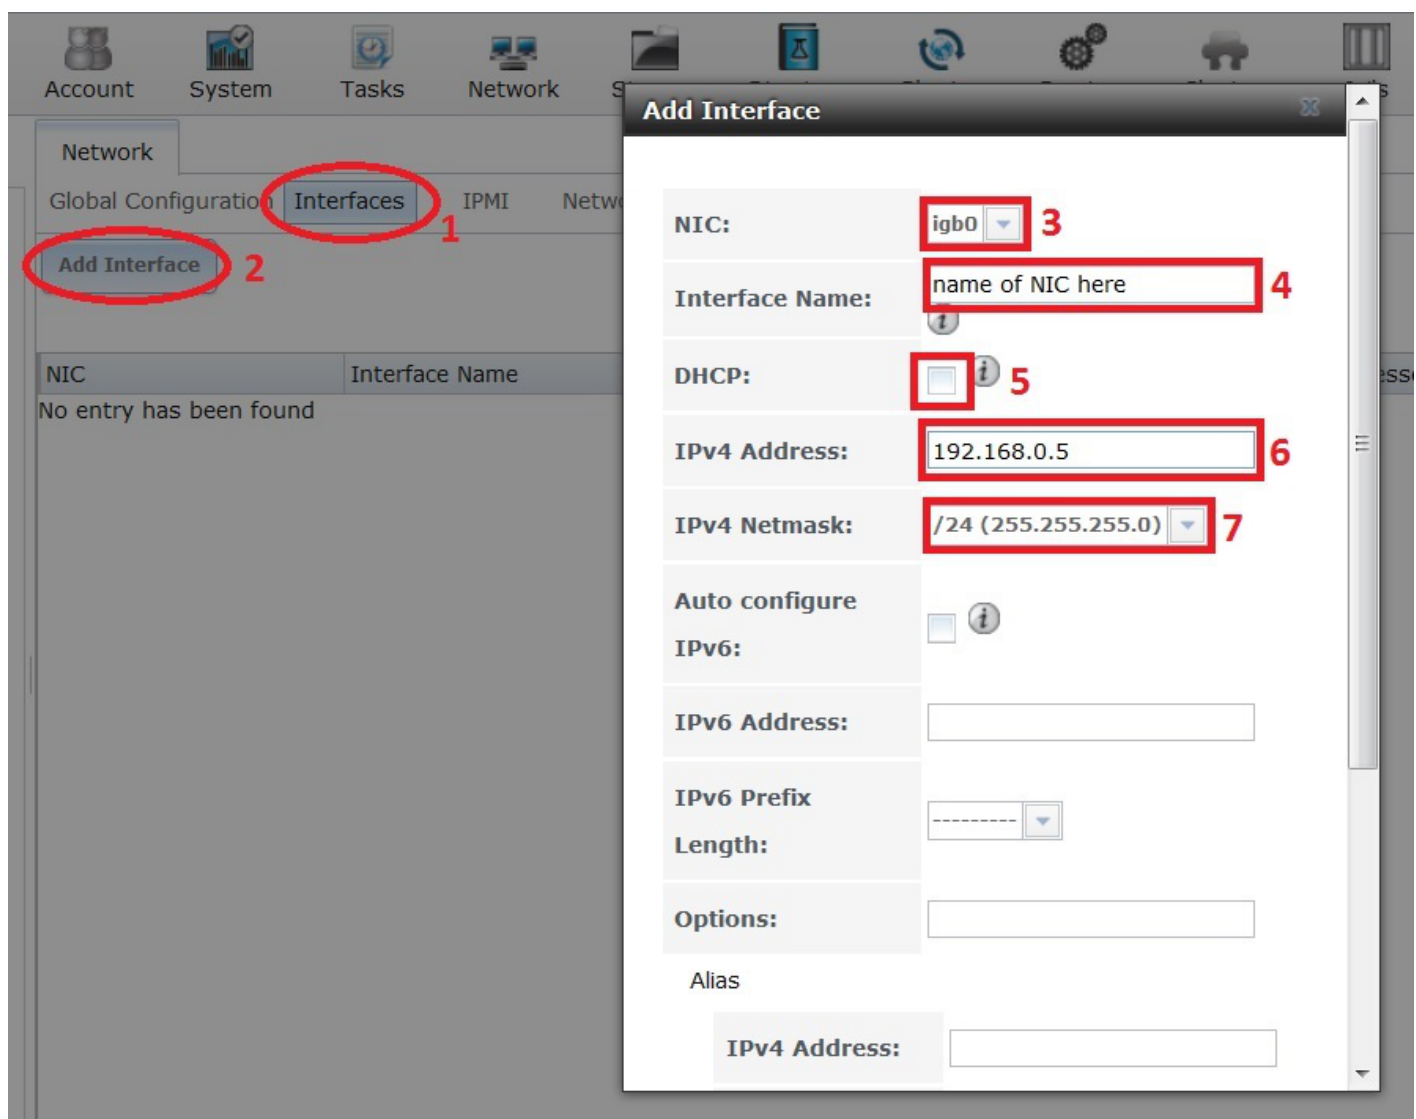 Account System Tasks Network
Add Interface
Network
Global Configuration Interfaces IPMI
1
Add Interface
2
NIC Interface Name
No entry has been found
NIC: igb0 3
Interface Name: name of NIC here 4
i
DHCP: i 5
IPv4 Address: 192.168.0.5 6
IPv4 Netmask: /24 (255.255.255.0) 7
Auto configure
IPv6: i
IPv6 Address:
IPv6 Prefix
Length: ---------
Options:
Alias
IPv4 Address: